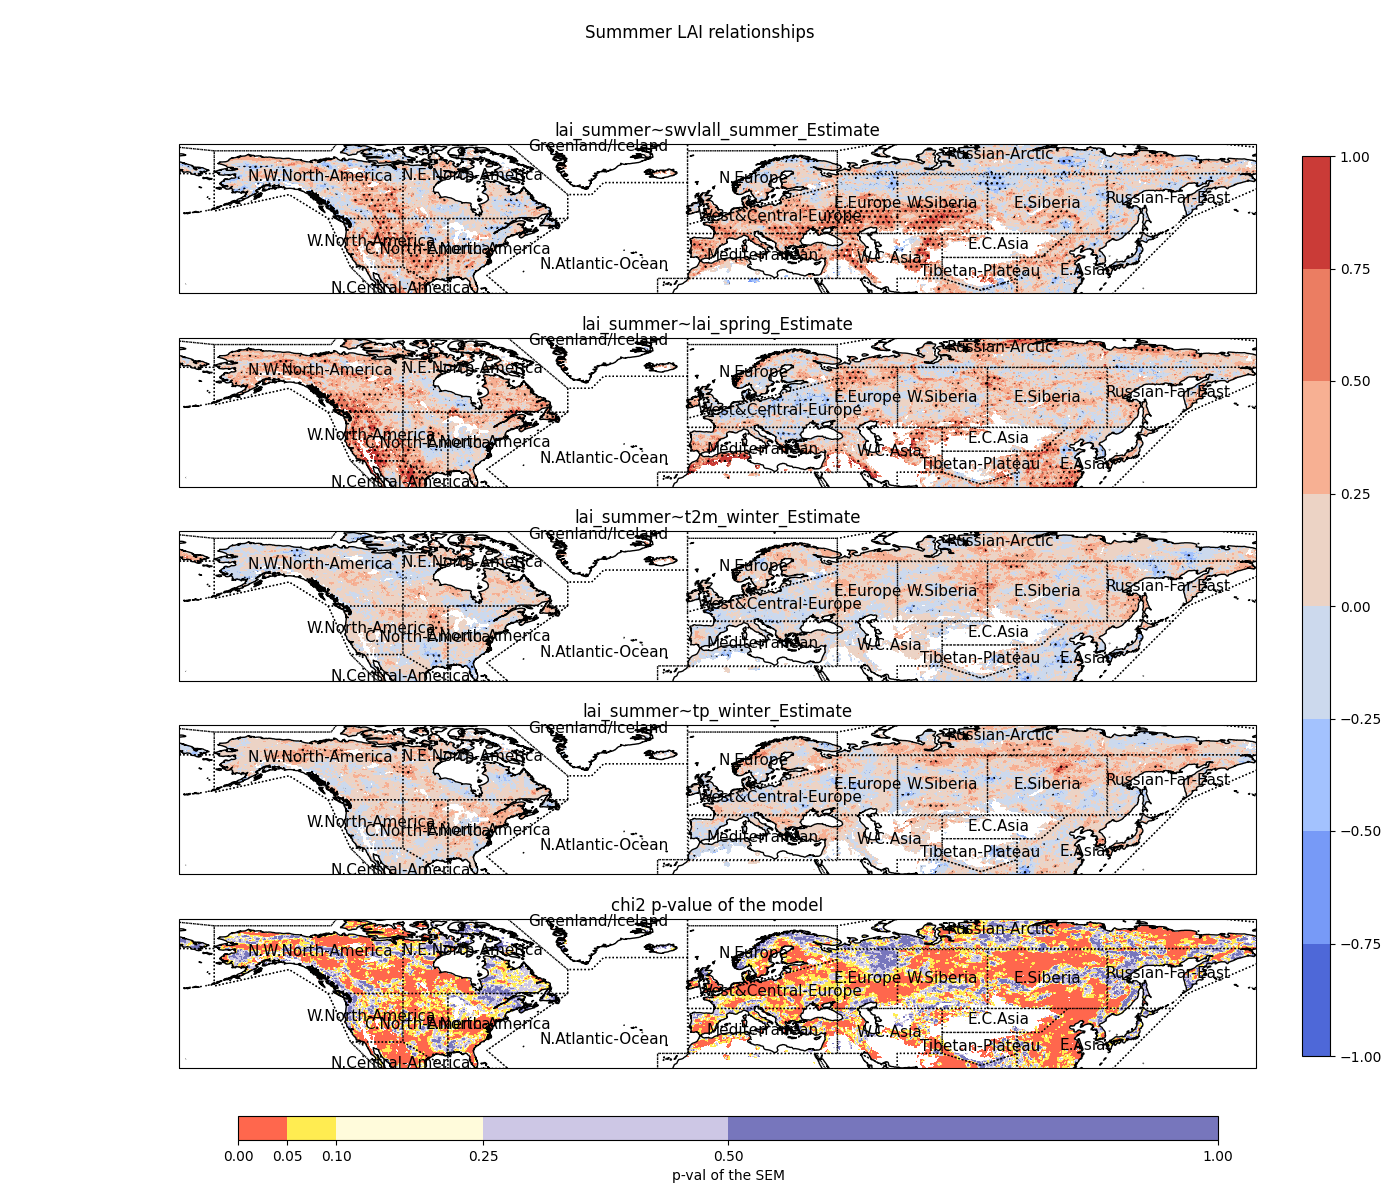 Summmer LAI relationships
lai_summer~swvlall_summer_Estimate
Greenland/Iceland
Russian-Arctic
N.W.North-America
N.E.North-America
N.Europe
E.Europe
W.Siberia
E.Siberia
Russian-Far-East
West&Central-Europe
W.North-America
C.North-America
E.North-America
E.C.Asia
Mediterranean
W.C.Asia
N.Atlantic-Ocean
Tibetan-Plateau
E.Asia
N.Central-America
lai_summer~lai_spring_Estimate
Greenland/Iceland
Russian-Arctic
N.W.North-America
N.E.North-America
N.Europe
E.Europe
W.Siberia
E.Siberia
Russian-Far-East
West&Central-Europe
W.North-America
C.North-America
E.North-America
E.C.Asia
Mediterranean
W.C.Asia
N.Atlantic-Ocean
Tibetan-Plateau
E.Asia
N.Central-America
lai_summer~t2m_winter_Estimate
Greenland/Iceland
Russian-Arctic
N.W.North-America
N.E.North-America
N.Europe
E.Europe
W.Siberia
E.Siberia
Russian-Far-East
West&Central-Europe
W.North-America
C.North-America
E.North-America
E.C.Asia
Mediterranean
W.C.Asia
N.Atlantic-Ocean
Tibetan-Plateau
E.Asia
N.Central-America
lai_summer~tp_winter_Estimate
Greenland/Iceland
Russian-Arctic
N.W.North-America
N.E.North-America
N.Europe
E.Europe
W.Siberia
E.Siberia
Russian-Far-East
West&Central-Europe
W.North-America
C.North-America
E.North-America
E.C.Asia
Mediterranean
W.C.Asia
N.Atlantic-Ocean
Tibetan-Plateau
E.Asia
N.Central-America
chi2 p-value of the model
Greenland/Iceland
Russian-Arctic
N.W.North-America
N.E.North-America
N.Europe
E.Europe
W.Siberia
E.Siberia
Russian-Far-East
West&Central-Europe
W.North-America
C.North-America
E.North-America
E.C.Asia
Mediterranean
W.C.Asia
N.Atlantic-Ocean
Tibetan-Plateau
E.Asia
N.Central-America
1.00
0.75
0.50
0.25
0.00
−0.25
−0.50
−0.75
−1.00
0.00 0.05 0.10 0.25 0.50 1.00
p-val of the SEM